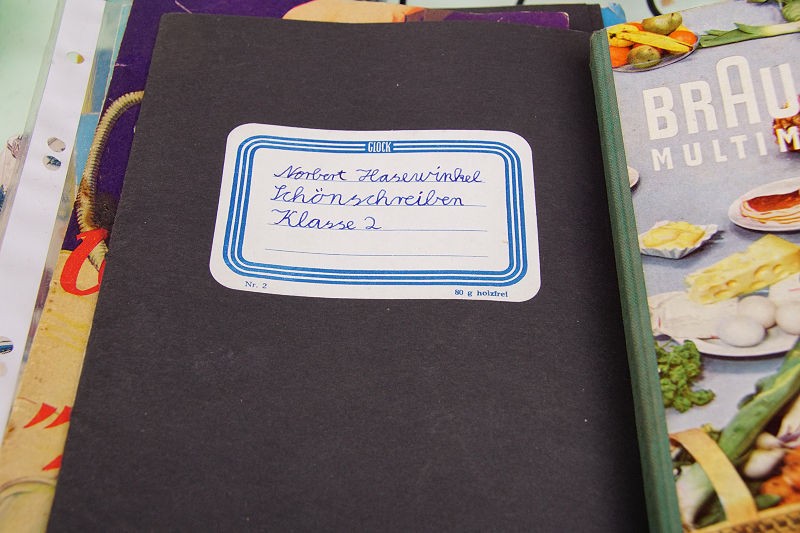 GLOCK
Norbert Hasewinkel
Schönschreiben
Klasse 2
Nr. 2
80 g holzfrei
BRAU
MULTIM